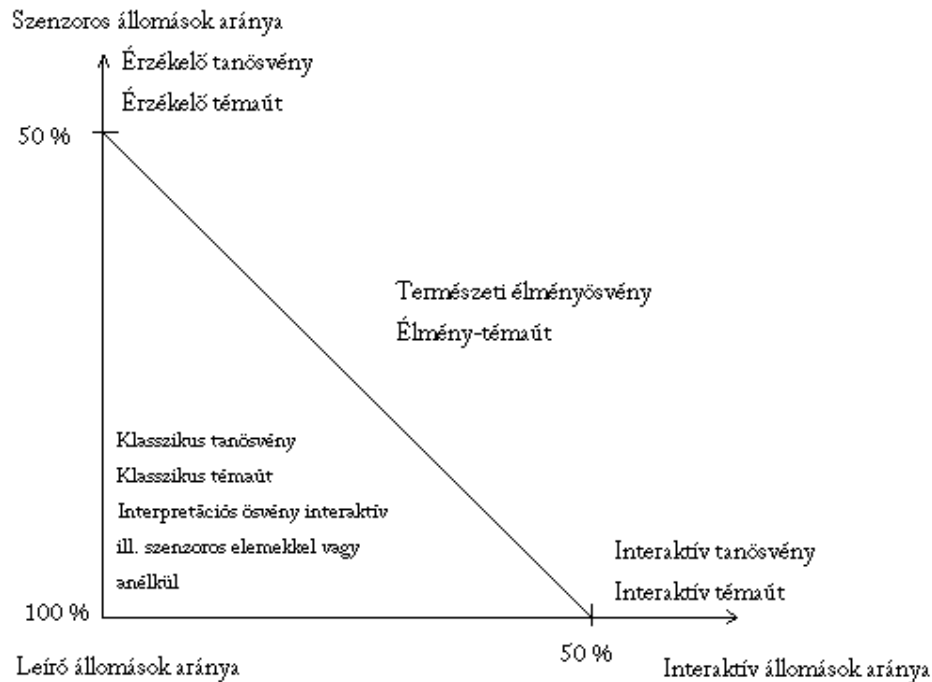 Szenzoros állomások aránya
Érzékelő tanösvény
Érzékelő témaút
50 %
Természeti élményösvény
Élmény-témaút
Klasszikus tanösvény
Klasszikus témaút
Interpretációs ösvény interaktív
ill. szenzoros elemekkel vagy
anélkül
Interaktív tanösvény
Interaktív témaút
100 %
50 %
Leíró állomások aránya
Interaktív állomások aránya